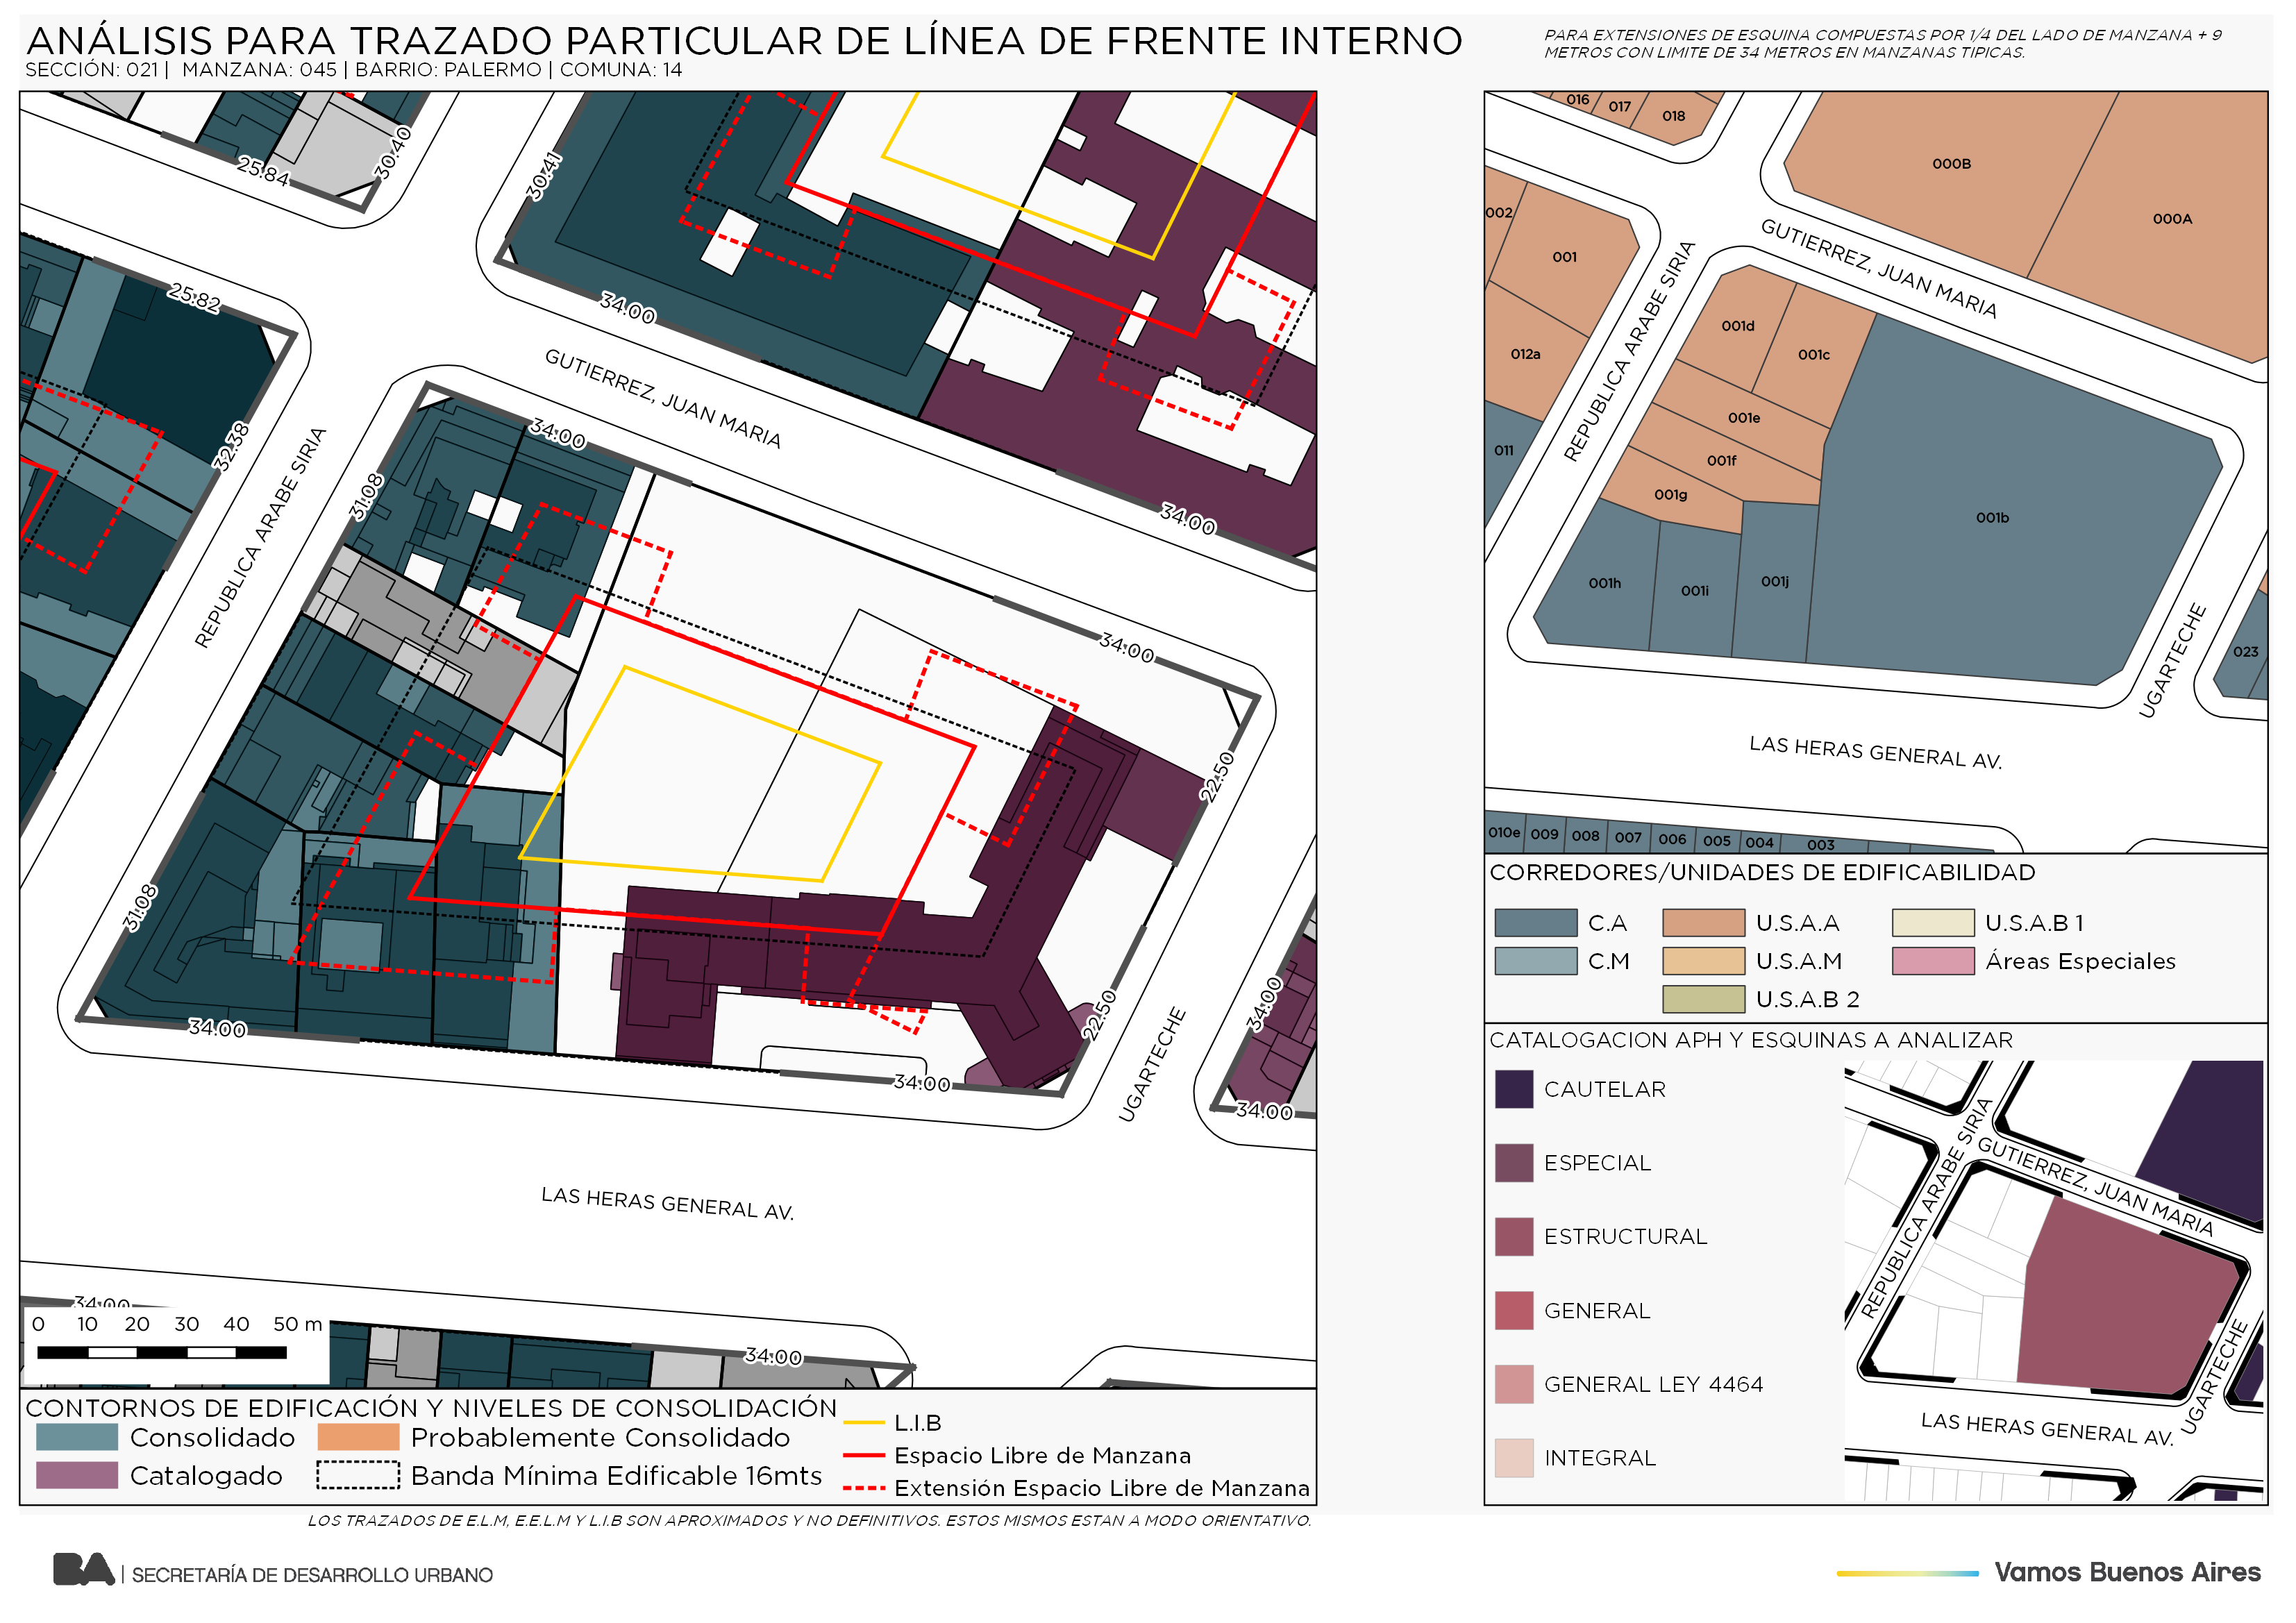 ANÁLISIS PARA TRAZADO PARTICULAR DE LÍNEA DE FRENTE INTERNO
SECCIÓN: 021 | MANZANA: 045 | BARRIO: PALERMO | COMUNA: 14
PARA EXTENSIONES DE ESQUINA COMPUESTAS POR 1/4 DEL LADO DE MANZANA + 9
METROS CON LIMITE DE 34 METROS EN MANZANAS TIPICAS.
25.84
30.40
30.41
34.00
25.82
32.38
GUTIERREZ, JUAN MARIA
34.00
34.00
31.08
REPUBLICA ARABE SIRIA
34.00
22.50
31.08
34.00
34.00
22.50
UGARTECHE
34.00
34.00
LAS HERAS GENERAL AV.
34.00
34.00
0 10 20 30 40 50 m
016
017
018
000B
000A
002
001
GUTIERREZ, JUAN MARIA
REPUBLICA ARABE SIRIA
001d
001c
012a
001e
001f
001g
011
001b
001h
001i
001j
023
UGARTECHE
LAS HERAS GENERAL AV.
010e
009
008
007
006
005
004
003
CORREDORES/UNIDADES DE EDIFICABILIDAD
C.A
U.S.A.A
U.S.A.B 1
C.M
U.S.A.M
Áreas Especiales
U.S.A.B 2
CATALOGACION APH Y ESQUINAS A ANALIZAR
CAUTELAR
ESPECIAL
ESTRUCTURAL
GENERAL
GENERAL LEY 4464
INTEGRAL
REPUBLICA ARABE SIRIA
GUTIERREZ, JUAN MARIA
UGARTECHE
LAS HERAS GENERAL AV.
CONTORNOS DE EDIFICACIÓN Y NIVELES DE CONSOLIDACIÓN
Consolidado
Probablemente Consolidado
Catalogado
Banda Mínima Edificable 16mts
L.I.B
Espacio Libre de Manzana
Extensión Espacio Libre de Manzana
LOS TRAZADOS DE E.L.M, E.E.L.M Y L.I.B SON APROXIMADOS Y NO DEFINITIVOS. ESTOS MISMOS ESTAN A MODO ORIENTATIVO.
BA | SECRETARÍA DE DESARROLLO URBANO
Vamos Buenos Aires